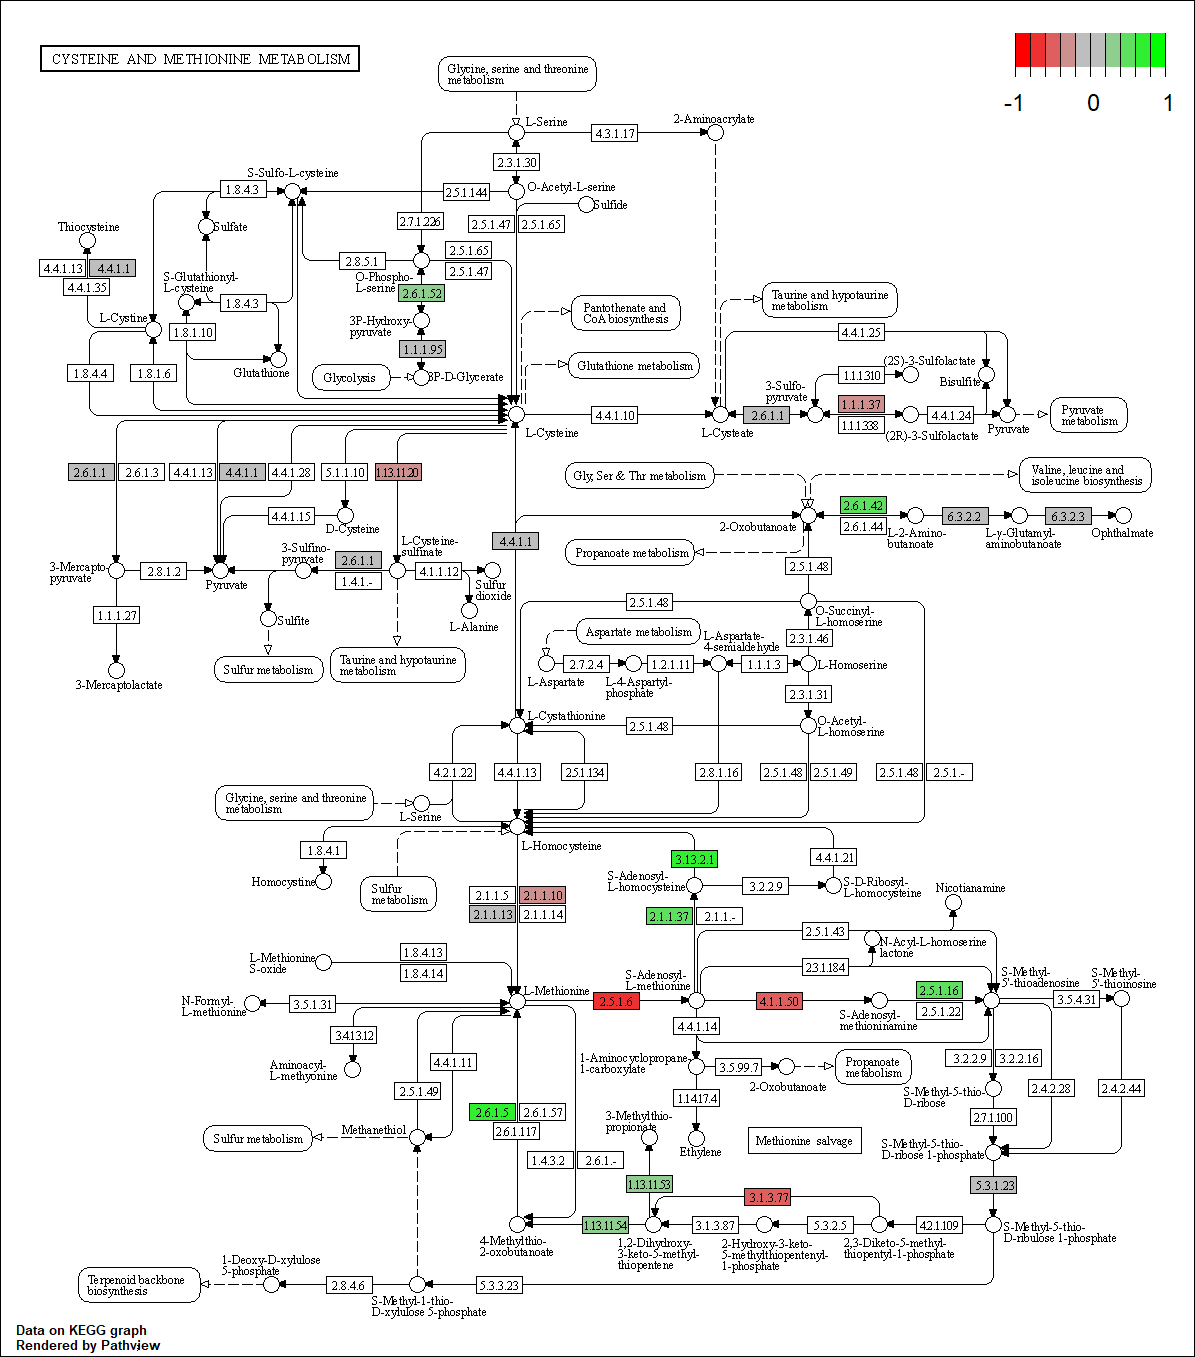 CYSTEINE AND METHIONINE METABOLISM
-1
0
1
Glycine, serine and threonine
metabolism
L-Serine
4.3.1.17
2-Aminoacrylate
2.3.1.30
S-Sulfo-L-cysteine
1.8.4.3
2.5.1.144
O-Acetyl-L-serine
Sulfide
Sulfate
2.7.1.226
2.5.1.47
2.5.1.65
Thiocysteine
4.4.1.13
4.4.1.1
4.4.1.35
2.8.5.1
2.5.1.65
2.5.1.47
S-Glutathionyl-
L-cysteine
1.8.4.3
O-Phospho-
L-serine
2.6.1.52
L-Cystine
1.8.1.10
3P-Hydroxy-
pyruvate
Pantothenate and
CoA biosynthesis
Taurine and hypotaurine
metabolism
4.4.1.25
1.1.1.95
Glutathione
1.8.4.4
1.8.1.6
Glycolysis
3P-D-Glycerate
Glutathione metabolism
(2S)-3-Sulfolactate
1.1.1.310
Bisulfite
3-Sulfo-
pyruvate
1.1.1.37
L-Cysteine
4.4.1.10
L-Cysteate
2.6.1.1
1.1.1.338
(2R)-3-Sulfolactate
4.4.1.24
Pyruvate
Pyruvate
metabolism
2.6.1.1
2.6.1.3
4.4.1.13
4.4.1.1
4.4.1.28
5.1.1.10
1.13.11.20
Gly, Ser & Thr metabolism
Valine, leucine and
isoleucine biosynthesis
4.4.1.15
D-Cysteine
2-Oxobutanoate
2.6.1.42
2.6.1.44
L-2-Amino-
butanoate
6.3.2.2
L-γ-Glutamyl-
aminobutanoate
6.3.2.3
Ophthalmate
4.4.1.1
Propanoate metabolism
3-Sulfino-
pyruvate
2.6.1.1
1.4.1.-
L-Cysteine-
sulfinate
3-Mercapto-
pyruvate
2.8.1.2
Pyruvate
4.1.1.12
Sulfur
dioxide
2.5.1.48
1.1.1.27
Sulfite
L-Alanine
2.5.1.48
O-Succinyl-
L-homoserine
Aspartate metabolism
L-Aspartate-
4-semialdehyde
2.3.1.46
3-Mercaptolactate
Sulfur metabolism
Taurine and hypotaurine
metabolism
L-Aspartate
2.7.2.4
L-4-Aspartyl-
phosphate
1.2.1.11
1.1.1.3
L-Homoserine
2.3.1.31
L-Cystathionine
2.5.1.48
O-Acetyl-
L-homoserine
4.2.1.22
4.4.1.13
2.5.1.134
2.8.1.16
2.5.1.48
2.5.1.49
2.5.1.48
2.5.1.-
Glycine, serine and threonine
metabolism
L-Serine
L-Homocysteine
1.8.4.1
Homocystine
Sulfur
metabolism
3.13.2.1
4.4.1.21
S-Adenosyl-
L-homocysteine
3.2.2.9
S-D-Ribosyl-
L-homocysteine
Nicotianamine
2.1.1.5
2.1.1.10
2.1.1.13
2.1.1.14
2.1.1.37
2.1.1.-
2.5.1.43
N-Acyl-L-homoserine
lactone
L-Methionine
S-oxide
1.8.4.13
1.8.4.14
2.3.1.184
N-Formyl-
L-methionine
3.5.1.31
L-Methionine
2.5.1.6
S-Adenosyl-
L-methionine
4.1.1.50
S-Adenosyl-
methioninamine
2.5.1.16
2.5.1.22
S-Methyl-
5'-thioadenosine
3.5.4.31
S-Methyl-
5'-thioinosine
3.4.13.12
Aminoacyl-
L-methyonine
4.4.1.14
4.4.1.11
2.5.1.49
1-Aminocyclopropane-
1-carboxylate
3.5.99.7
2-Oxobutanoate
Propanoate
metabolism
3.2.2.9
3.2.2.16
2.4.2.28
2.4.2.44
S-Methyl-5-thio-
D-ribose
1.14.17.4
2.6.1.5
2.6.1.57
2.6.1.117
3-Methylthio-
propionate
2.7.1.100
Sulfur metabolism
Methanethiol
Ethylene
Methionine salvage
S-Methyl-5-thio-
D-ribose 1-phosphate
1.4.3.2
2.6.1.-
1.13.11.53
3.1.3.77
5.3.1.23
4-Methylthio-
2-oxobutanoate
1.13.11.54
1,2-Dihydroxy-
3-keto-5-methyl-
thiopentene
3.1.3.87
2-Hydroxy-3-keto-
5-methylthiopentenyl-
1-phosphate
5.3.2.5
2,3-Diketo-5-methyl-
thiopentyl-1-phosphate
4.2.1.109
S-Methyl-5-thio-
D-ribulose 1-phosphate
Terpenoid backbone
biosynthesis
1-Deoxy-D-xylulose
5-phosphate
2.8.4.6
S-Methyl-1-thio-
D-xylulose 5-phosphate
5.3.3.23
Data on KEGG graph
Rendered by Pathview